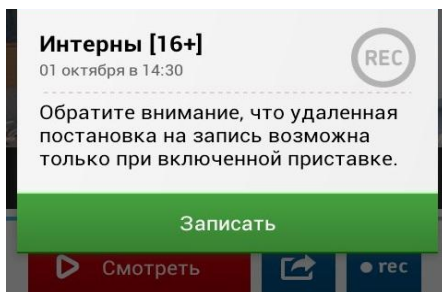 Интерны [16+]
REC
01 октября в 14:30
Обратите внимание, что удаленная
постановка на запись возможна
только при включенной приставке.
Записать
Смотреть
rec